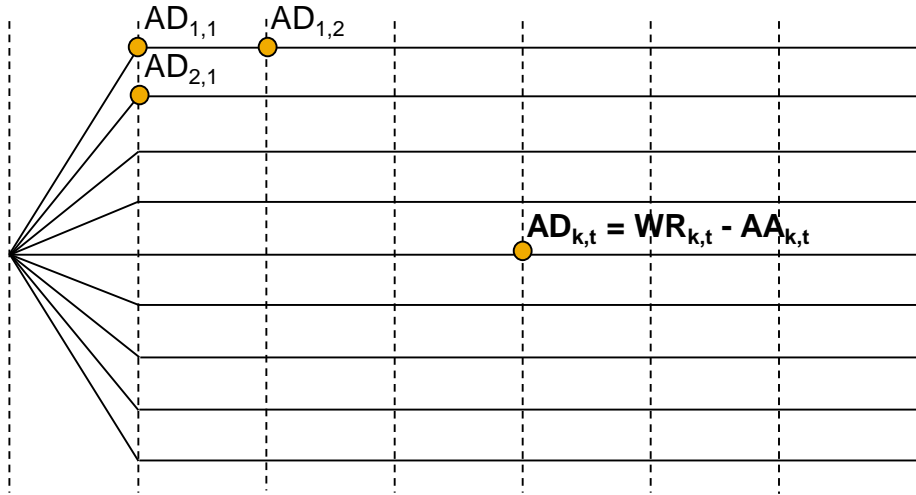 AD₁,₁ AD₁,₂
AD₂,₁
ADₖ,ₜ = WRₖ,ₜ - AAₖ,ₜ